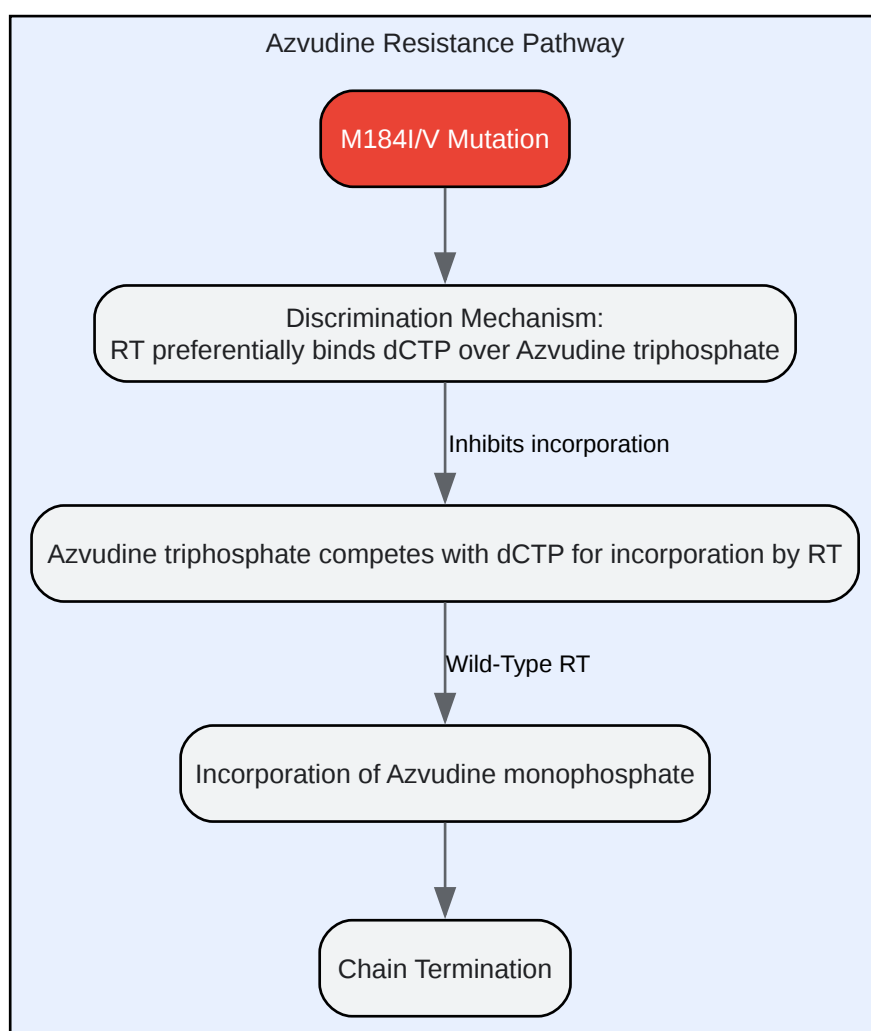 Azvudine Resistance Pathway
M184I/V Mutation
Discrimination Mechanism:
RT preferentially binds dCTP over Azvudine triphosphate
Inhibits incorporation
Azvudine triphosphate competes with dCTP for incorporation by RT
Wild-Type RT
Incorporation of Azvudine monophosphate
Chain Termination